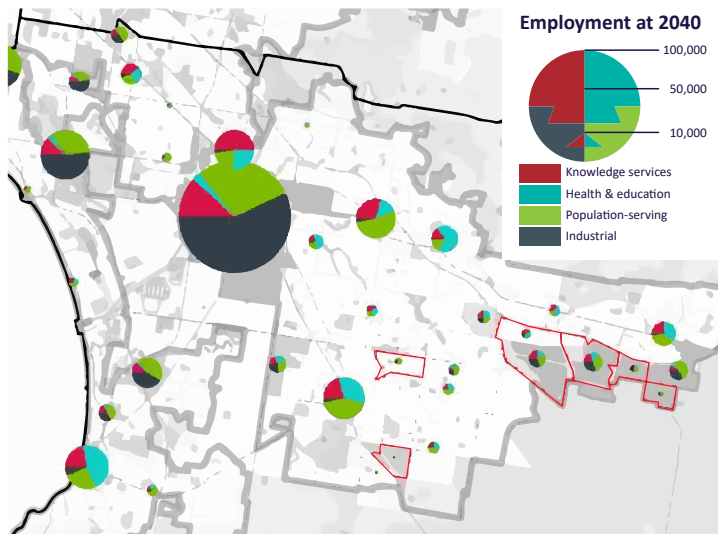 Employment at 2040
100,000
50,000
10,000
Knowledge services
Health & education
Population-serving
Industrial